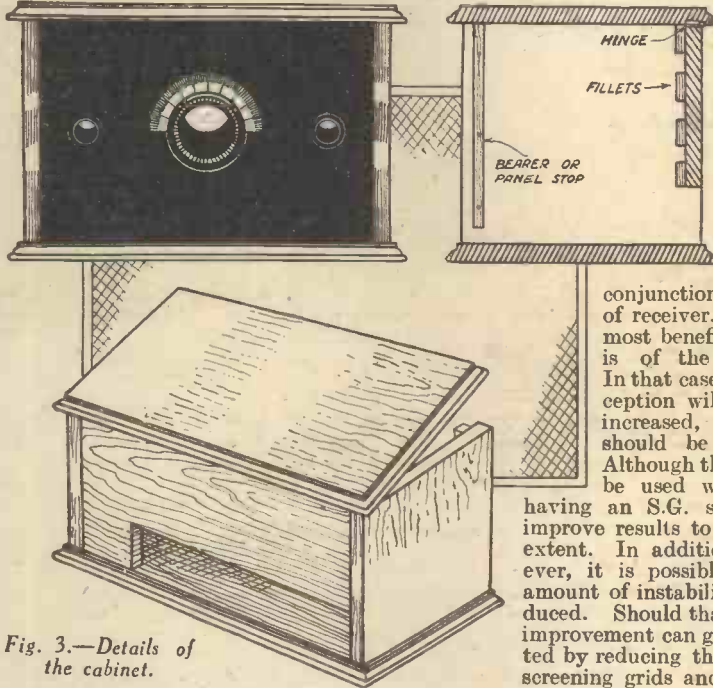 HINGE
FILLETS
BEARER OR
PANEL STOP
conjunction
of receiver.
most benef
is of the
In that case
ception wil
increased,
should be
Although th
be used w
having an S.G. s
improve results to
extent. In additi
ever, it is possibl
amount of instabili
duced. Should tha
improvement can g
ted by reducing th
screening grids and
Fig. 3.—Details of
the cabinet.